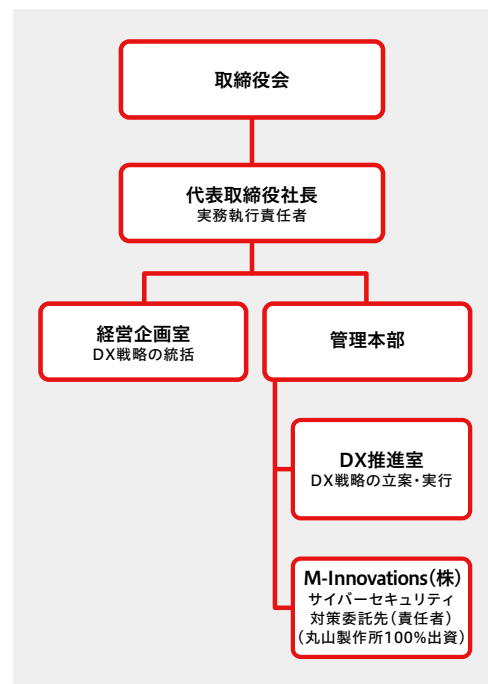 取締役会
代表取締役社長
実務執行責任者
経営企画室
DX戦略の統括
管理本部
DX推進室
DX戦略の立案・実行
M-Innovations(株)
サイバーセキュリティ
対策委託先(責任者)
(丸山製作所100%出資)